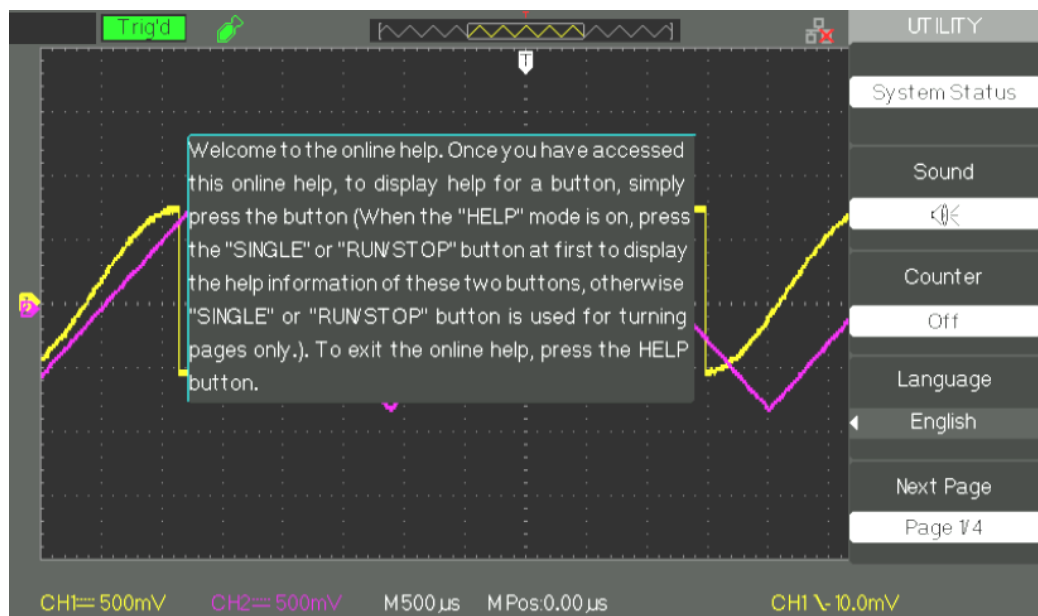 Trig'd
UTILITY
T
System Status
Welcome to the online help. Once you have accessed
this online help, to display help for a button, simply
press the button (When the "HELP" mode is on, press
the "SINGLE" or "RUN/STOP" button at first to display
the help information of these two buttons, otherwise
"SINGLE" or "RUN/STOP" button is used for turning
pages only.). To exit the online help, press the HELP
button.
Sound
Counter
Off
Language
English
Next Page
Page 1/4
CH1 500mV CH2 500mV M 500μs M Pos:0.00μs CH1 -10.0mV